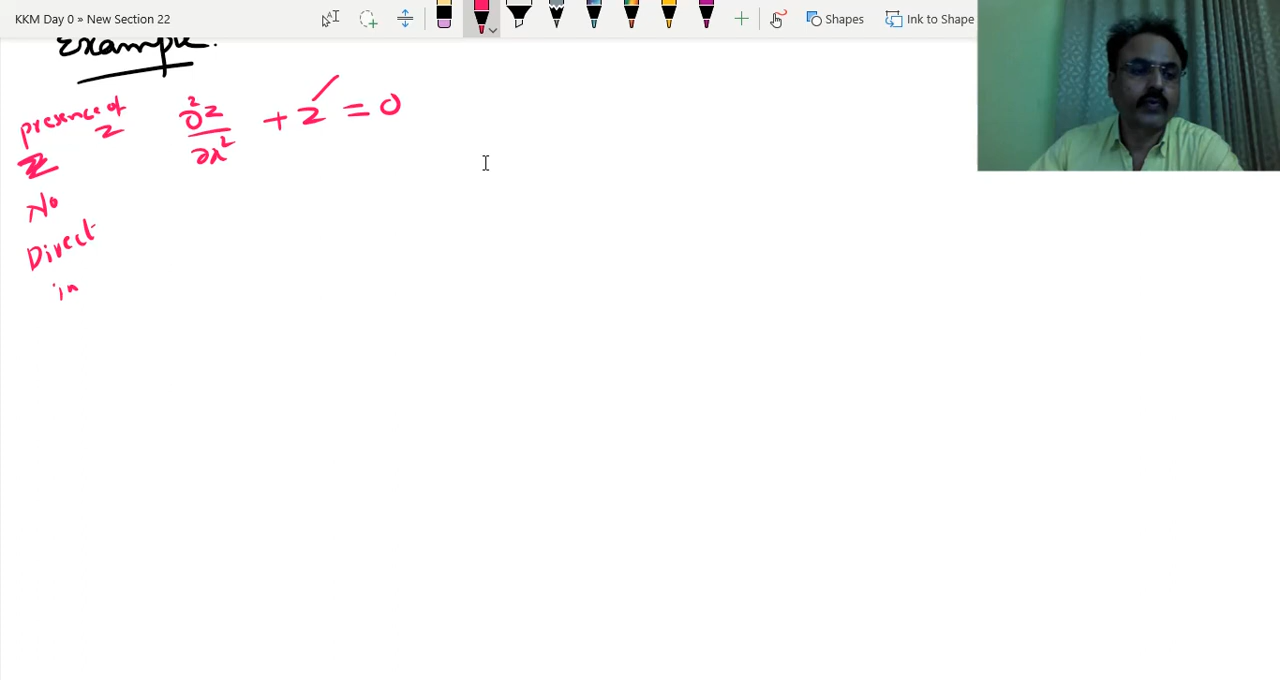 KKM Day 0 » New Section 22
Shapes
Ink to Shape
Example:
presence of
z
z
∂²z/∂x² + z = 0
No
Direct
in